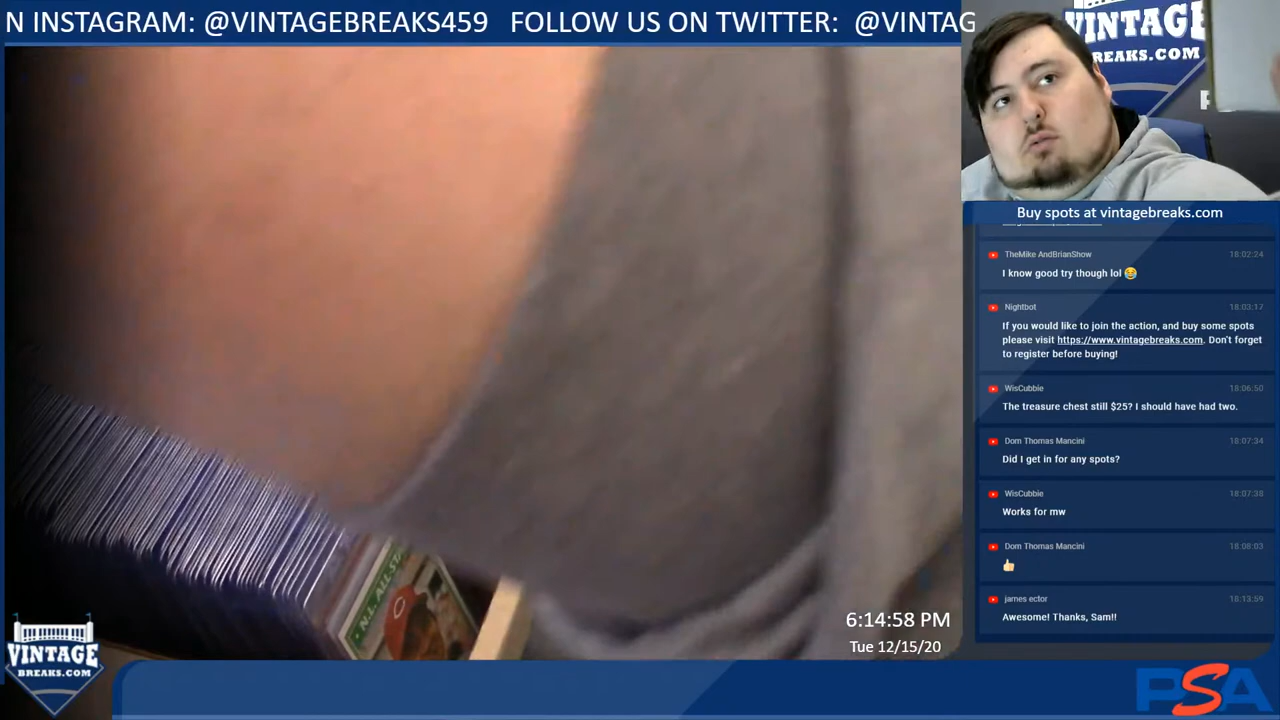 N INSTAGRAM: @VINTAGEBREAKS459 FOLLOW US ON TWITTER: @VINTAG
VINTAGE
BREAKS.COM
Buy spots at vintagebreaks.com
TheMike AndBrianShow 18:02:24
I know good try though lol 😂
Nightbot 18:03:17
If you would like to join the action, and buy some spots
please visit https://www.vintagebreaks.com. Don't forget
to register before buying!
WisCubbie 18:06:50
The treasure chest still $25? I should have had two.
Dom Thomas Mancini 18:07:34
Did I get in for any spots?
WisCubbie 18:07:38
Works for mw
Dom Thomas Mancini 18:08:03
👍🏻
james ector 18:13:59
Awesome! Thanks, Sam!!
N.L. ALL-STA
6:14:58 PM
Tue 12/15/20
VINTAGE
BREAKS.COM
PSA